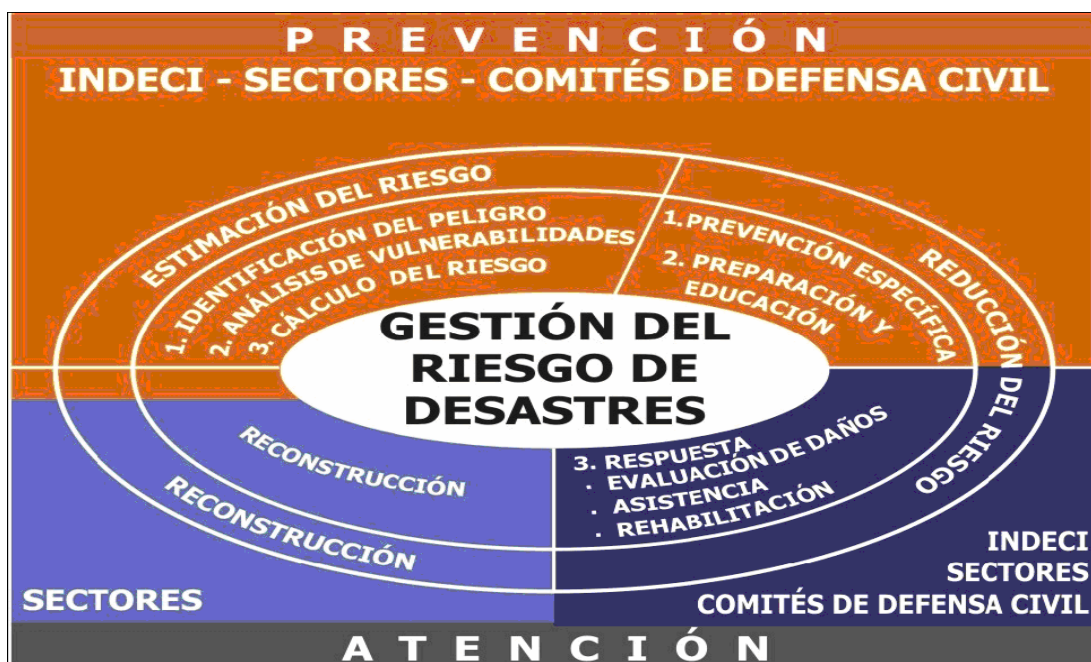 PREVENCIÓN
INDECI - SECTORES - COMITÉS DE DEFENSA CIVIL
ESTIMACIÓN DEL RIESGO
1. IDENTIFICACIÓN DEL PELIGRO
2. ANÁLISIS DE VULNERABILIDADES
3. CÁLCULO DEL RIESGO
REDUCCIÓN DEL RIESGO
1. PREVENCIÓN ESPECÍFICA
2. PREPARACIÓN Y
EDUCACIÓN
GESTIÓN DEL
RIESGO DE
DESASTRES
3. RESPUESTA
. EVALUACIÓN DE DAÑOS
. ASISTENCIA
. REHABILITACIÓN
RECONSTRUCCIÓN
RECONSTRUCCIÓN
SECTORES
INDECI
SECTORES
COMITÉS DE DEFENSA CIVIL
ATENCIÓN